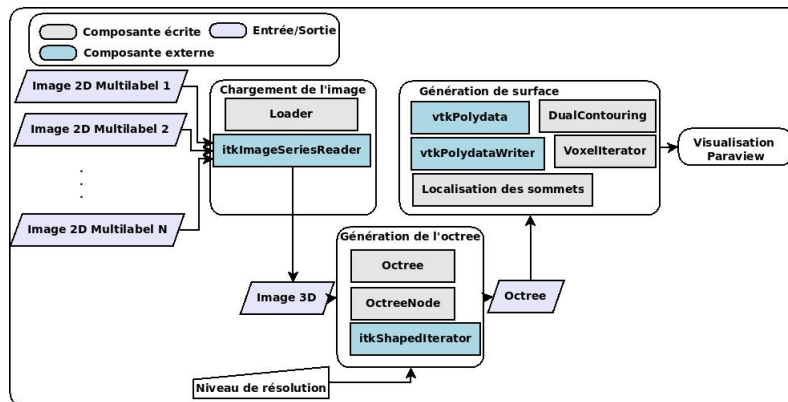 Composante écrite
Entrée/Sortie
Composante externe
Image 2D Multilabel 1
Image 2D Multilabel 2
.
.
.
Image 2D Multilabel N
Chargement de l'image
Loader
itkImageSeriesReader
Génération de surface
vtkPolydata
DualContouring
vtkPolydataWriter
VoxelIterator
Localisation des sommets
Visualisation
Paraview
Génération de l'octree
Octree
OctreeNode
itkShapedIterator
Image 3D
Octree
Niveau de résolution